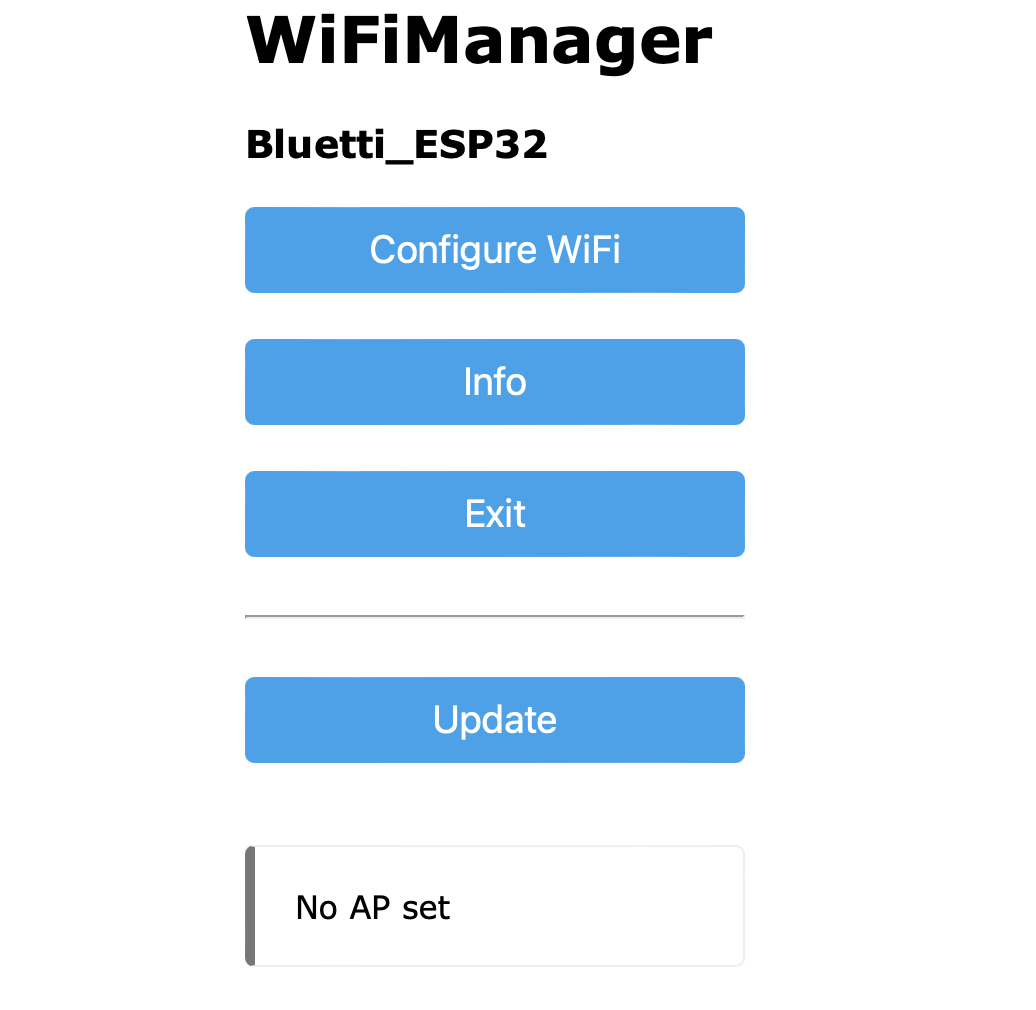 WiFiManager
Bluetti_ESP32
Configure WiFi
Info
Exit
Update
No AP set